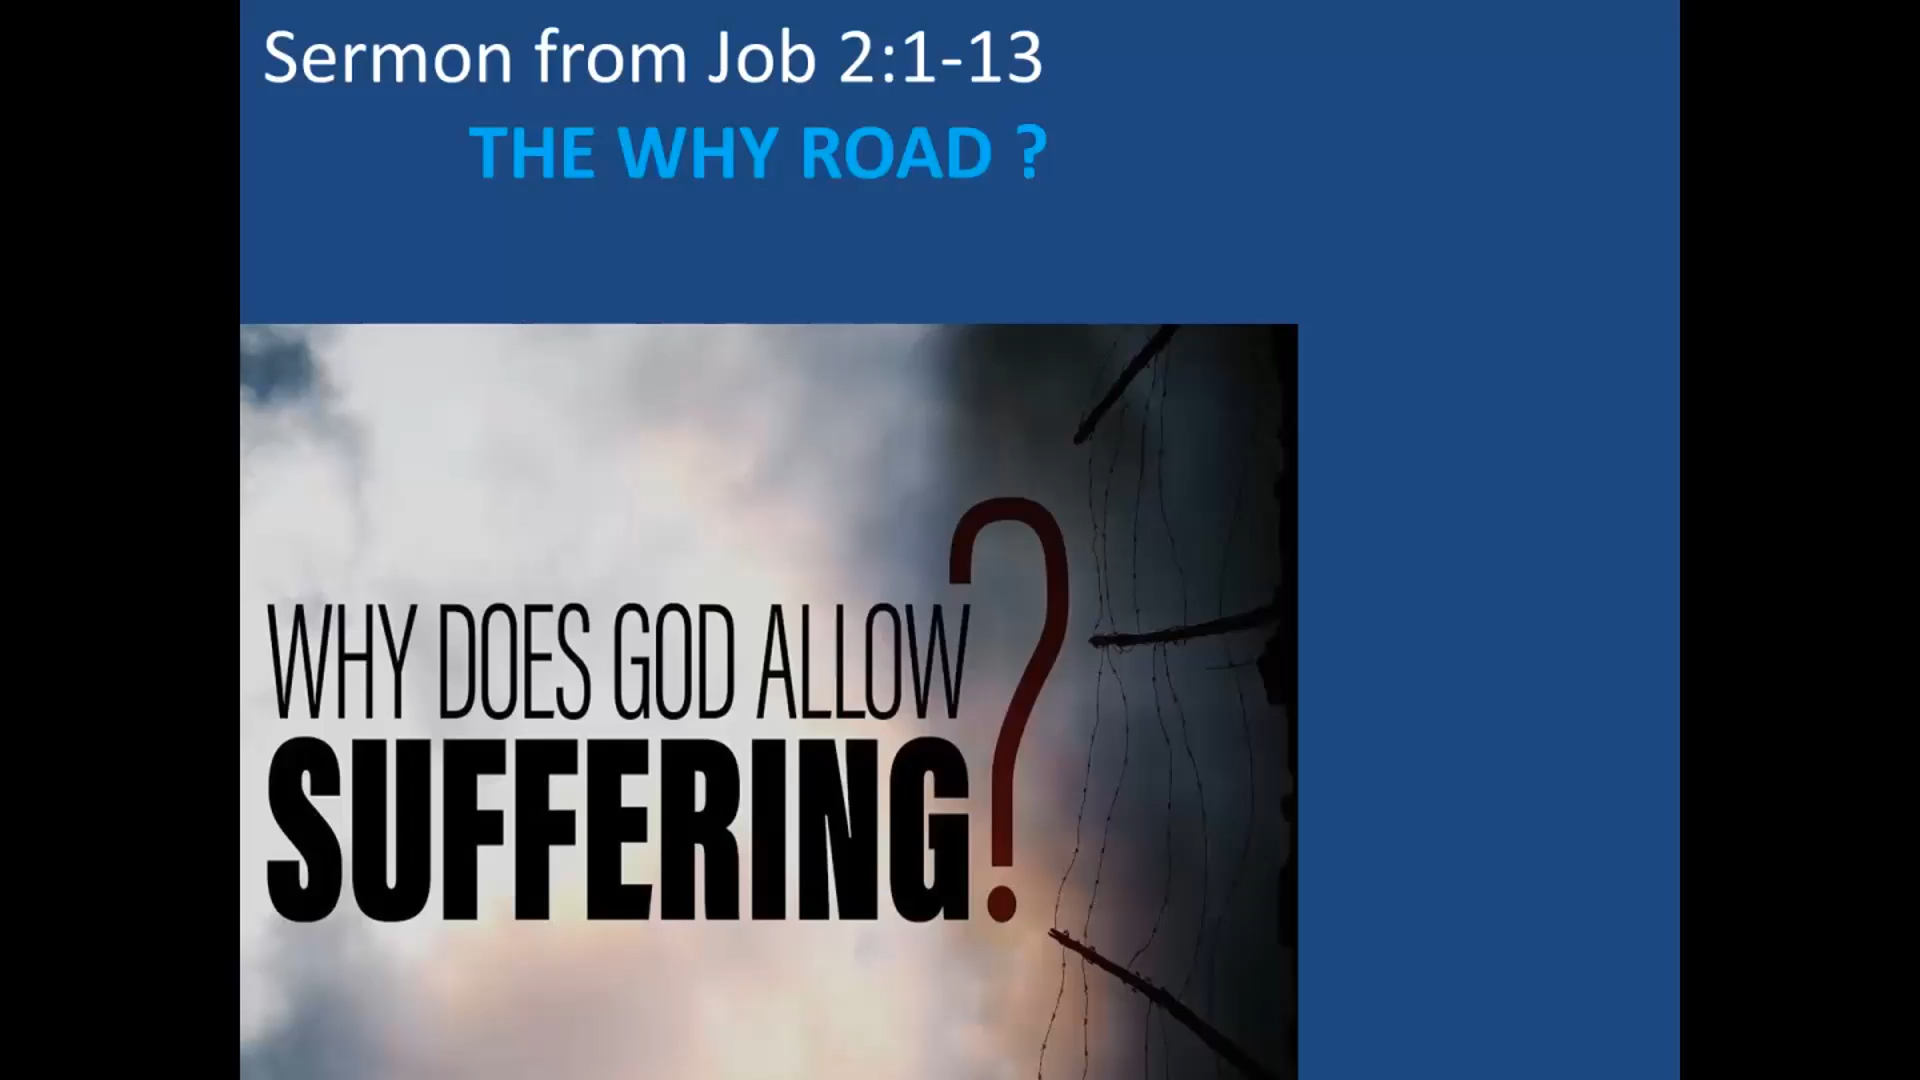 Sermon from Job 2:1-13
THE WHY ROAD ?
WHY DOES GOD ALLOW
SUFFERING?